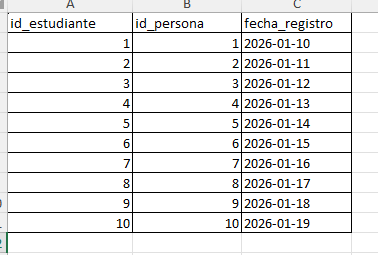 A B C
id_estudiante id_persona fecha_registro
1 1 2026-01-10
2 2 2026-01-11
3 3 2026-01-12
4 4 2026-01-13
5 5 2026-01-14
6 6 2026-01-15
7 7 2026-01-16
8 8 2026-01-17
9 9 2026-01-18
10 10 2026-01-19